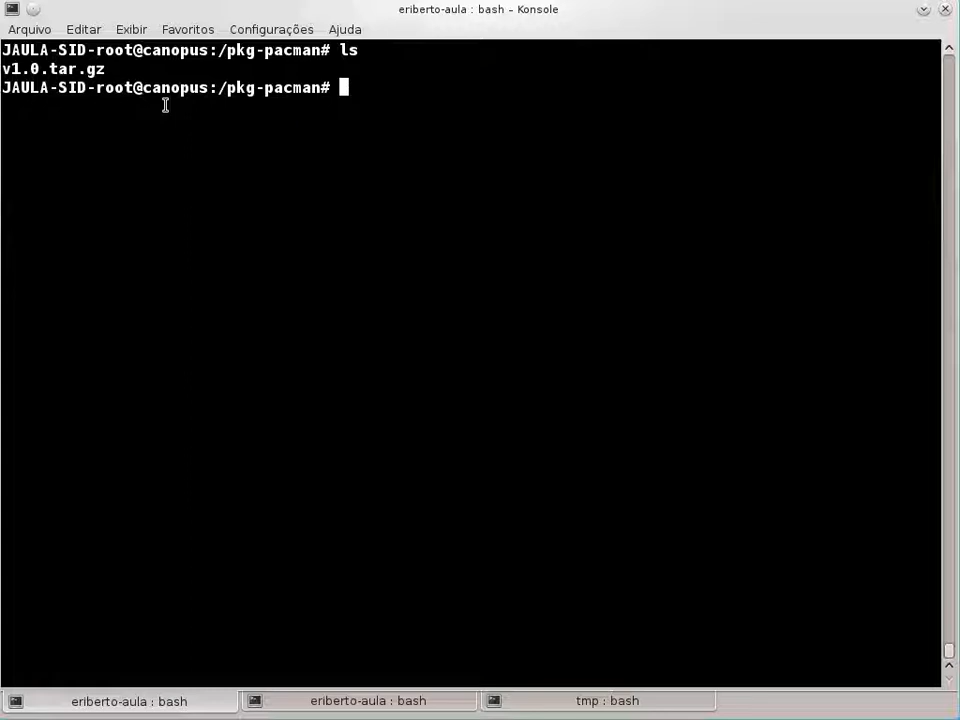 eriberto-aula : bash – Konsole
Arquivo Editar Exibir Favoritos Configurações Ajuda
JAULA-SID-root@canopus:/pkg-pacman# ls
v1.0.tar.gz
JAULA-SID-root@canopus:/pkg-pacman#
eriberto-aula : bash eriberto-aula : bash tmp : bash